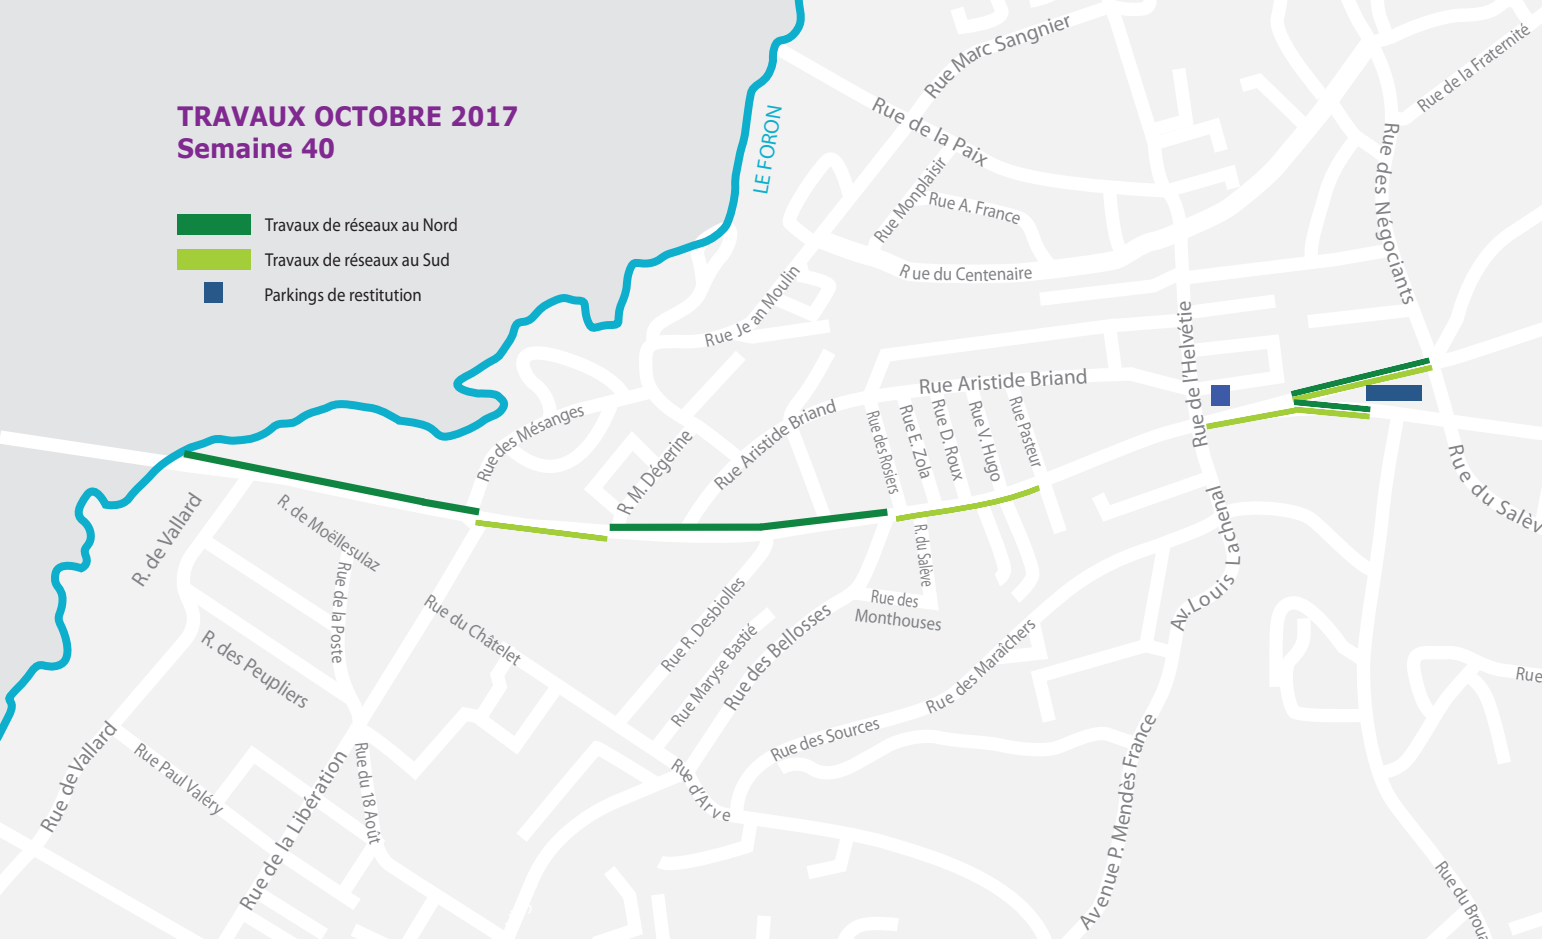 TRAVAUX OCTOBRE 2017
Semaine 40
Travaux de réseaux au Nord
Travaux de réseaux au Sud
Parkings de restitution
LE FORON
Rue Marc Sangnier
Rue de la Paix
Rue Monplaisir
Rue A. France
Rue du Centenaire
Rue Je an Moulin
Rue de la Fraternité
Rue des Négociants
Rue de l'Helvétie
Rue Aristide Briand
Rue Aristide Briand
Rue des Mésanges
R. M. Dégerine
Rue des Rosiers
Rue E. Zola
Rue D. Roux
Rue V. Hugo
Rue Pasteur
Rue du Salèv
R. de Vallard
R. de Moëllesulaz
Rue de la Poste
R. des Peupliers
Rue du Châtelet
Rue R. Desbiolles
Rue Maryse Bastié
Rue des Bellosses
R. du Salève
Rue des
Monthouses
Rue des Maraîchers
Rue des Sources
Av. Louis Lachenal
Avenue P. Mendès France
Rue
Rue de Vallard
Rue Paul Valéry
Rue de la Libération
Rue du 18 Août
Rue d'Arve
Rue du Broua